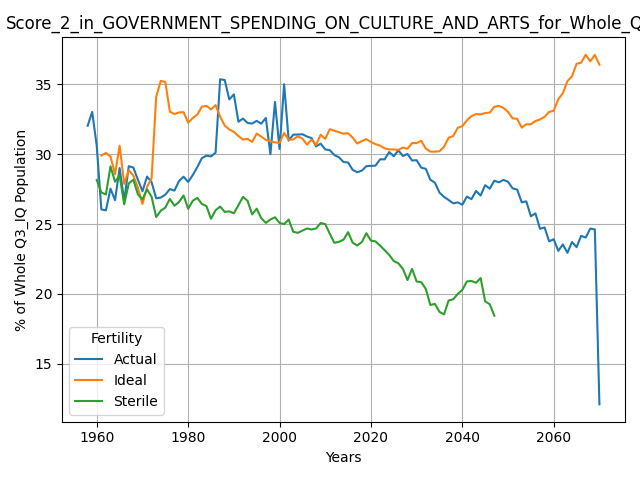 Score_2_in_GOVERNMENT_SPENDING_ON_CULTURE_AND_ARTS_for_Whole_Q
% of Whole Q3_IQ Population
35
30
25
20
15
Fertility
Actual
Ideal
Sterile
1960 1980 2000 2020 2040 2060
Years